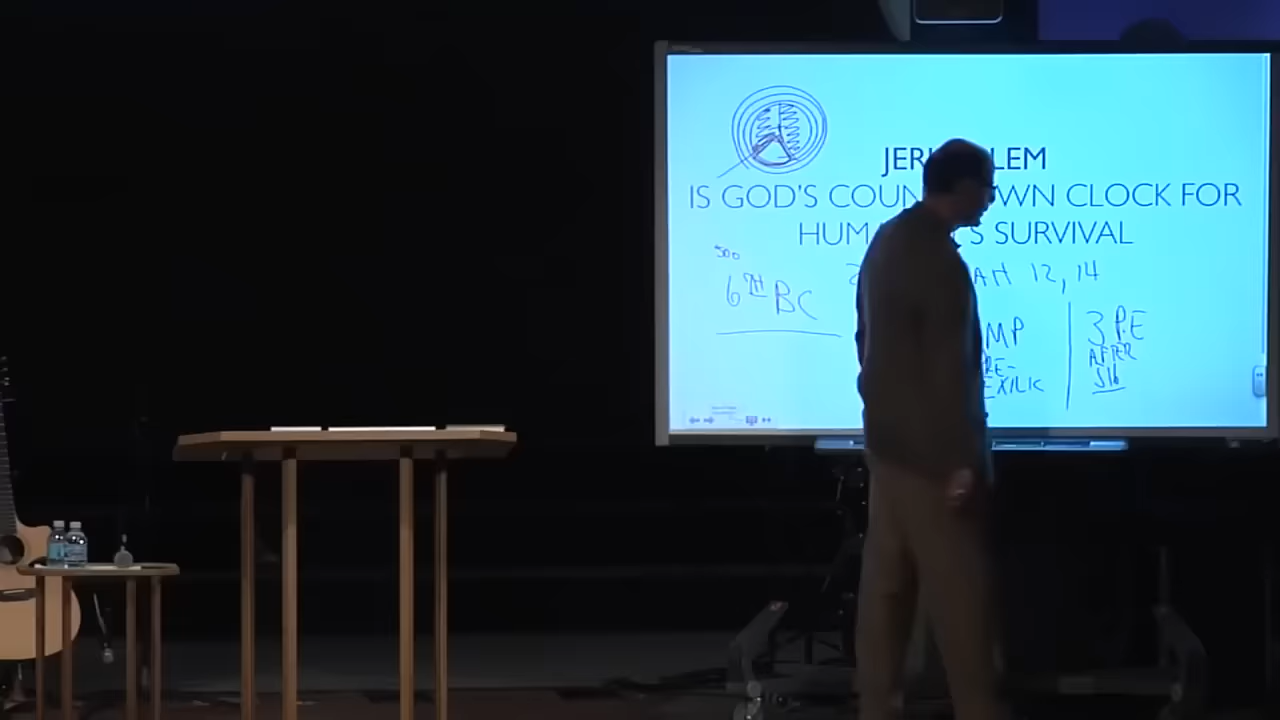 JERU LEM
IS GOD'S COUN WN CLOCK FOR
HUM 'S SURVIVAL
500
6TH BC
AH 12, 14
MP
RE-
EXILIC
3 P.E
AFTER
516